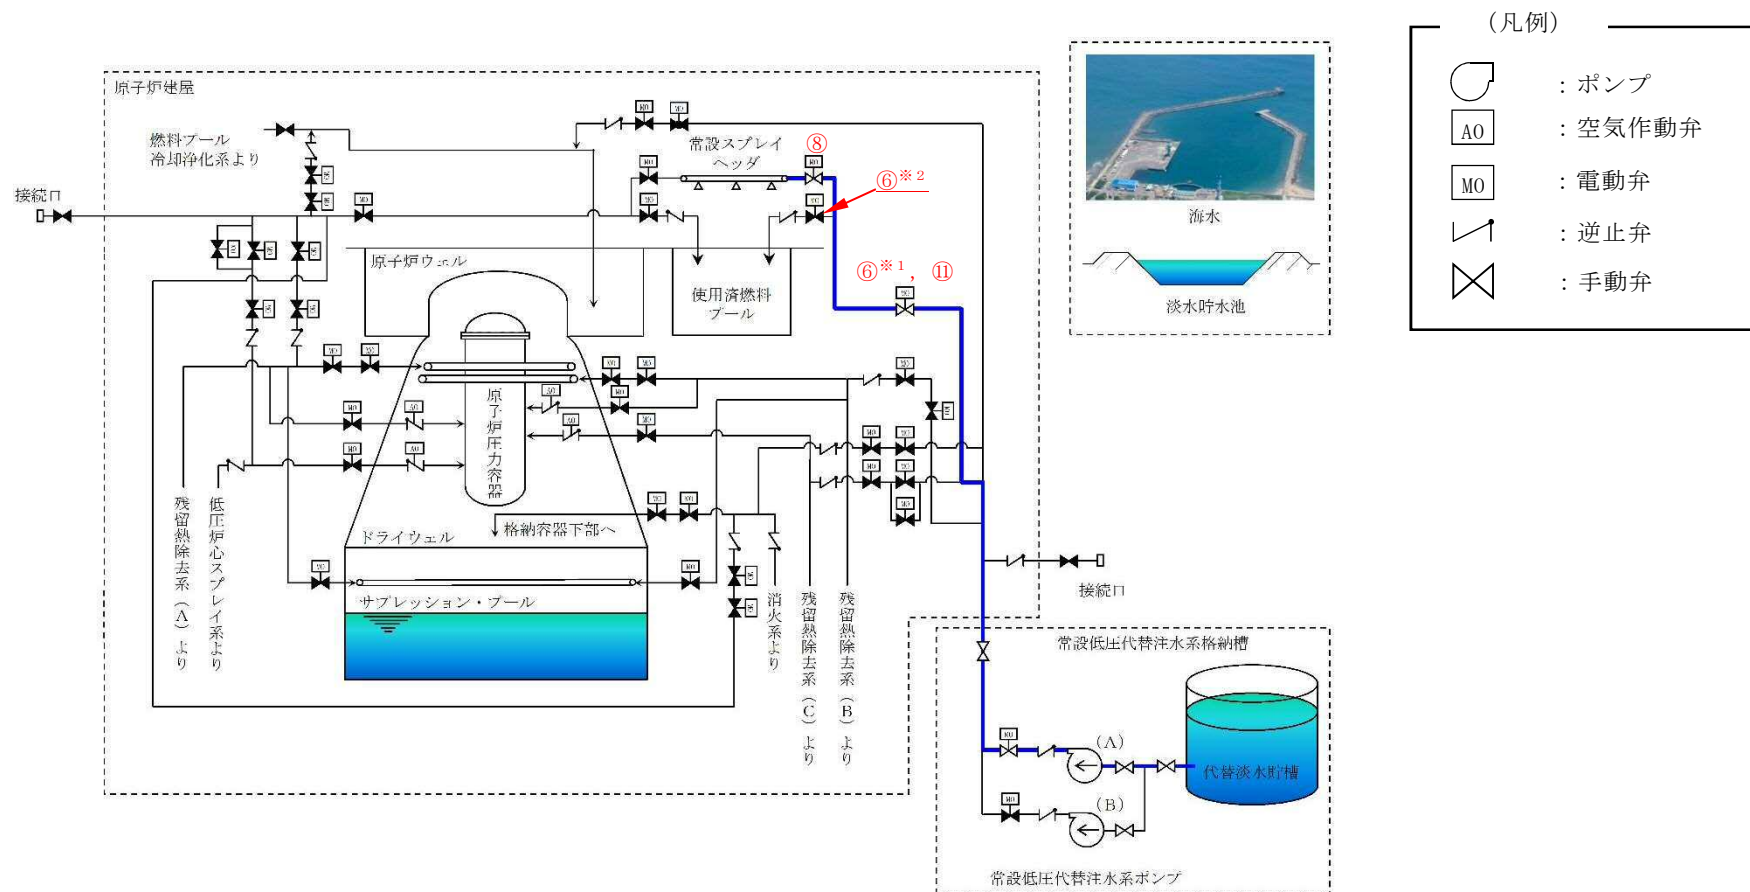 （凡例）
：ポンプ
AO
：空気作動弁
MO
：電動弁
：逆止弁
：手動弁
原子炉建屋
燃料プール
冷却浄化系より
接続口
常設スプレイ
ヘッダ
⑧
⑥※2
⑥※1，⑪
海水
淡水貯水池
原子炉ウェル
使用済燃料
プール
原子炉圧力容器
格納容器下部へ
ドライウェル
サプレッション・プール
残留熱除去系（A）より
低圧炉心スプレイ系より
消火系より
残留熱除去系（C）より
残留熱除去系（B）より
接続口
常設低圧代替注水系格納槽
（A）
代替淡水貯槽
（B）
常設低圧代替注水系ポンプ